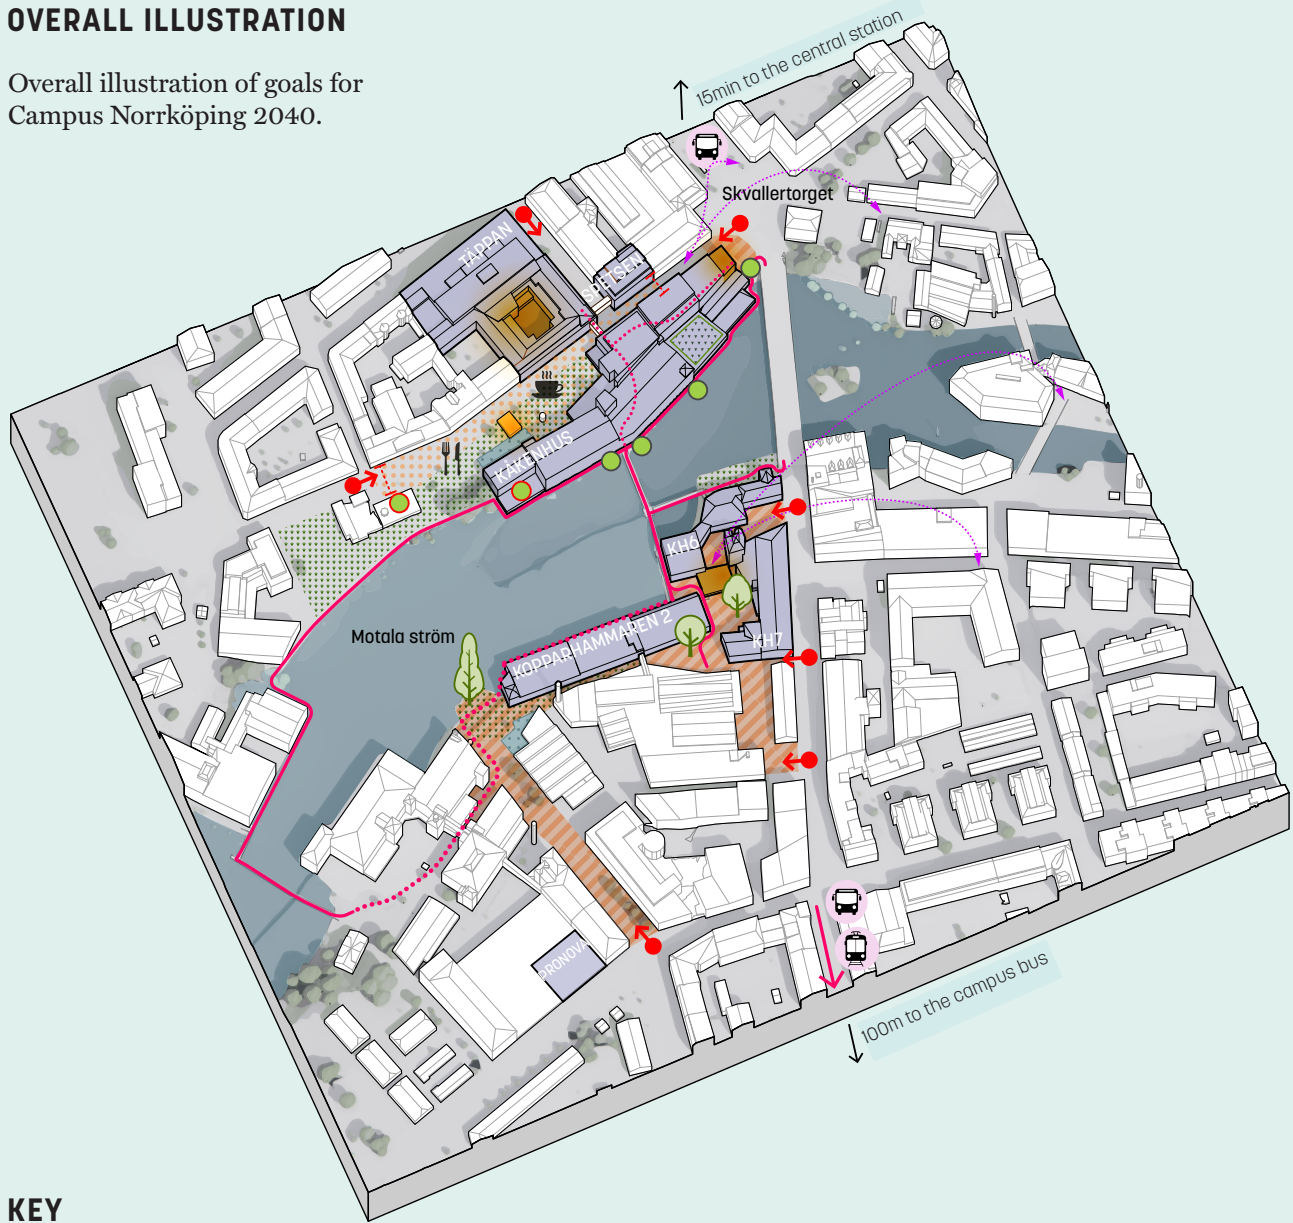 OVERALL ILLUSTRATION
Overall illustration of goals for
Campus Norrköping 2040.
15min to the central station
Skvallertorget
TÄPPAN
SPETSEN
KÅKENHUS
KH6
Motala ström
KOPPARHAMMAREN 2
KH7
PRONOVA
100m to the campus bus
KEY